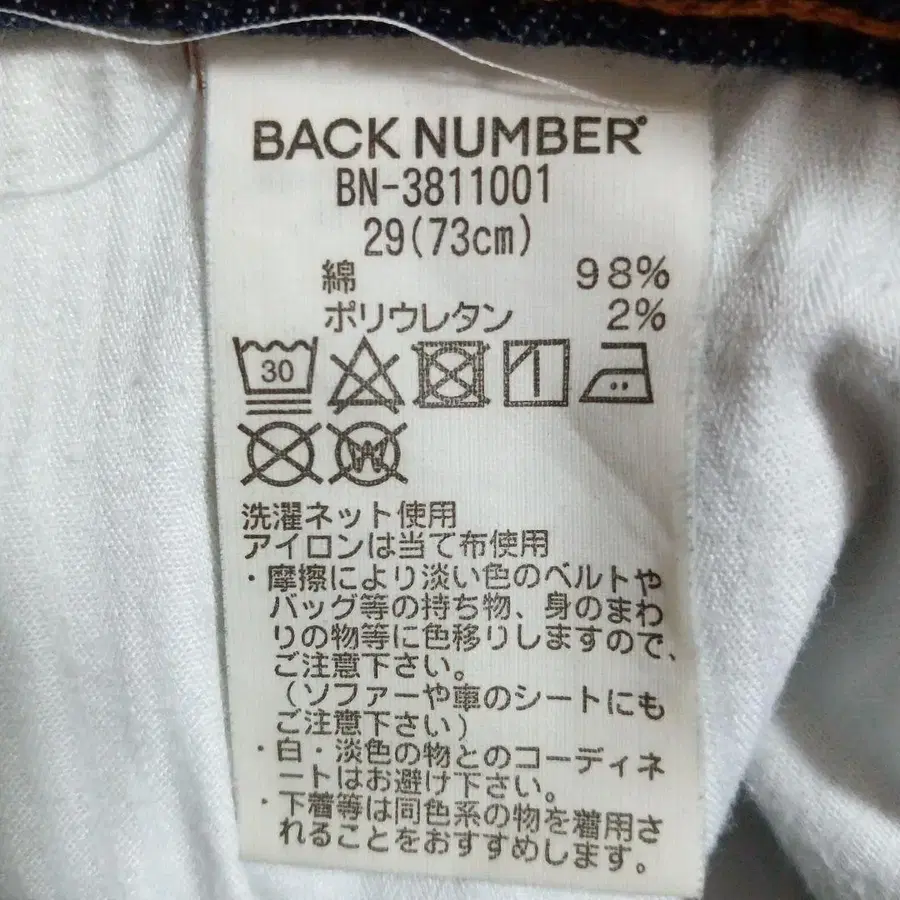 BACK NUMBER®
BN-3811001
29(73cm)
綿 98%
ポリウレタン 2%
30
W
洗濯ネット使用
アイロンは当て布使用
・摩擦により淡い色のベルトや
バッグ等の持ち物、身のまわ
りの物等に色移りしますので、
ご注意下さい。
(ソファーや車のシートにも
ご注意下さい)
・白・淡色の物とのコーディネ
ートはお避け下さい。
・下着等は同色系の物を着用さ
れることをおすすめします。